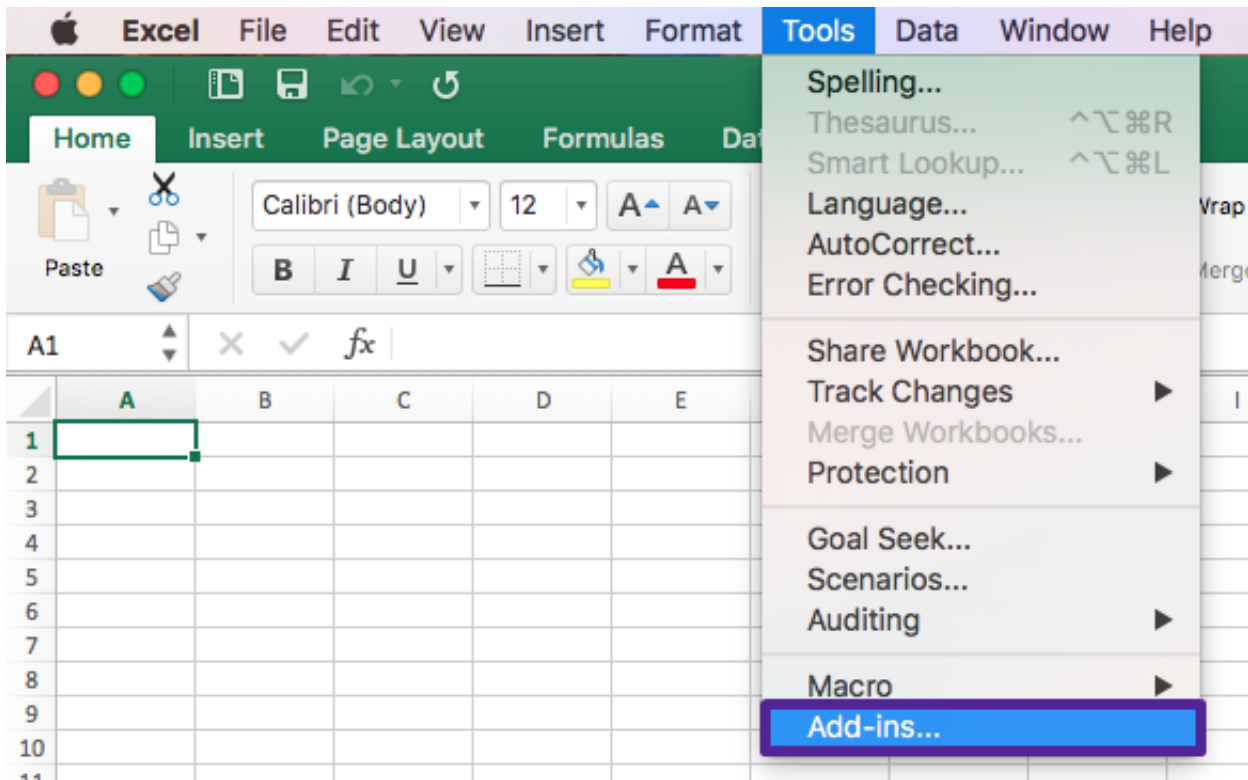 Excel File Edit View Insert Format Tools Data Window Help
Home Insert Page Layout Formulas
Calibri (Body) 12 A A
Paste B I U A
A1 fx
A B C D E I
1
2
3
4
5
6
7
8
9
10
Spelling...
Thesaurus... ^⌥⌘R
Smart Lookup... ^⌥⌘L
Language...
AutoCorrect...
Error Checking...
Share Workbook...
Track Changes ▶
Merge Workbooks...
Protection ▶
Goal Seek...
Scenarios...
Auditing ▶
Macro ▶
Add-ins...